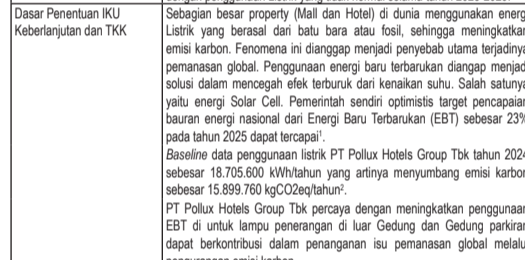 Dasar Penentuan IKU
Keberlanjutan dan TKK
Sebagian besar property (Mall dan Hotel) di dunia menggunakan energ
Listrik yang berasal dari batu bara atau fosil, sehingga meningkatkan
emisi karbon. Fenomena ini dianggap menjadi penyebab utama terjadinya
pemanasan global. Penggunaan energi baru terbarukan diangap menjad
solusi dalam mencegah efek terburuk dari kenaikan suhu. Salah satunya
yaitu energi Solar Cell. Pemerintah sendiri optimistis target pencapaian
bauran energi nasional dari Energi Baru Terbarukan (EBT) sebesar 23%
pada tahun 2025 dapat tercapai¹.
Baseline data penggunaan listrik PT Pollux Hotels Group Tbk tahun 2024
sebesar 18.705.600 kWh/tahun yang artinya menyumbang emisi karbon
sebesar 15.899.760 kgCO2eq/tahun².
PT Pollux Hotels Group Tbk percaya dengan meningkatkan penggunaan
EBT di untuk lampu penerangan di luar Gedung dan Gedung parkiran
dapat berkontribusi dalam penanganan isu pemanasan global melalu